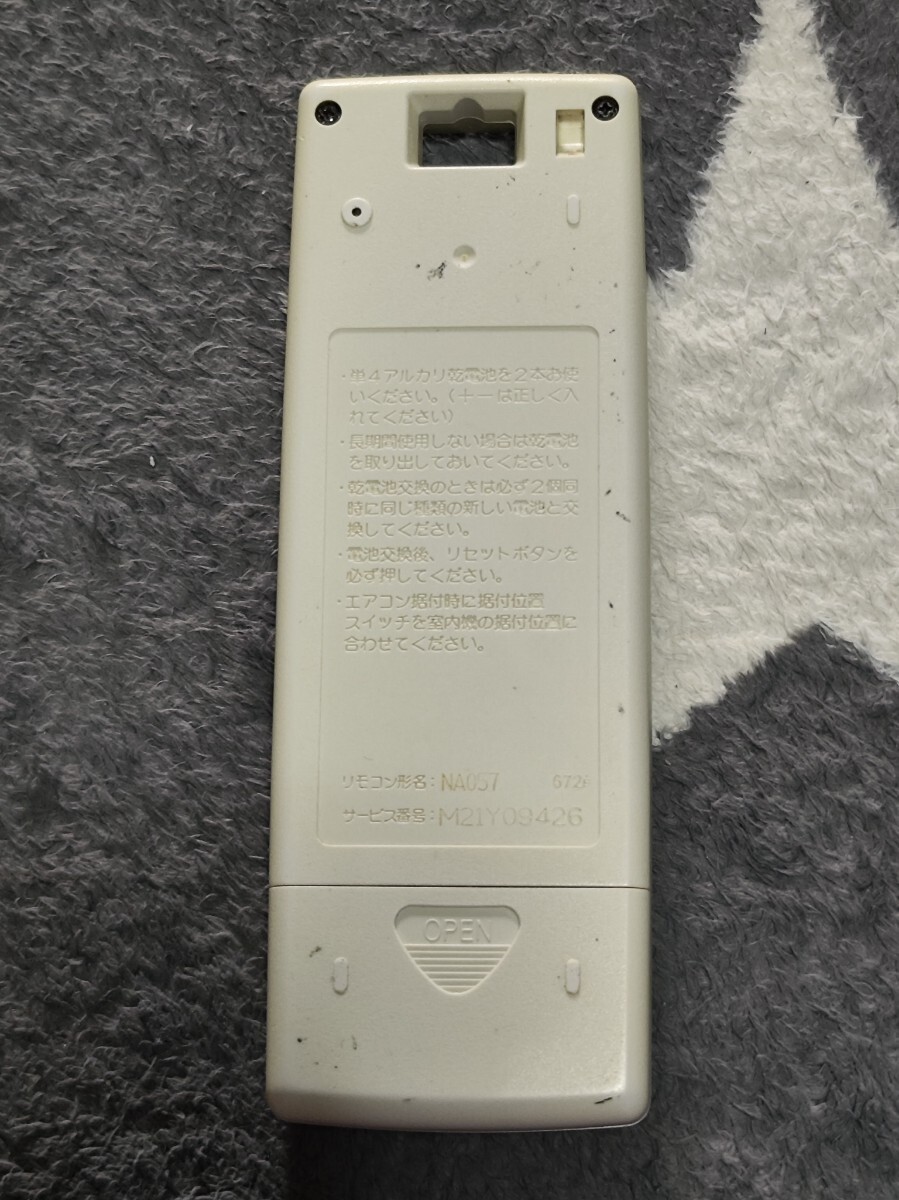 ・単4アルカリ乾電池を2本お使
いください。(+-は正しく入
れてください)
・長期間使用しない場合は乾電池
を取り出しておいてください。
・乾電池交換のときは必ず2個同
時に同じ種類の新しい電池と交
換してください。
・電池交換後、リセットボタンを
必ず押してください。
・エアコン据付時に据付位置
スイッチを室内機の据付位置に
合わせてください。
リモコン形名:NA057
サービス番号:M21Y09426
OPEN